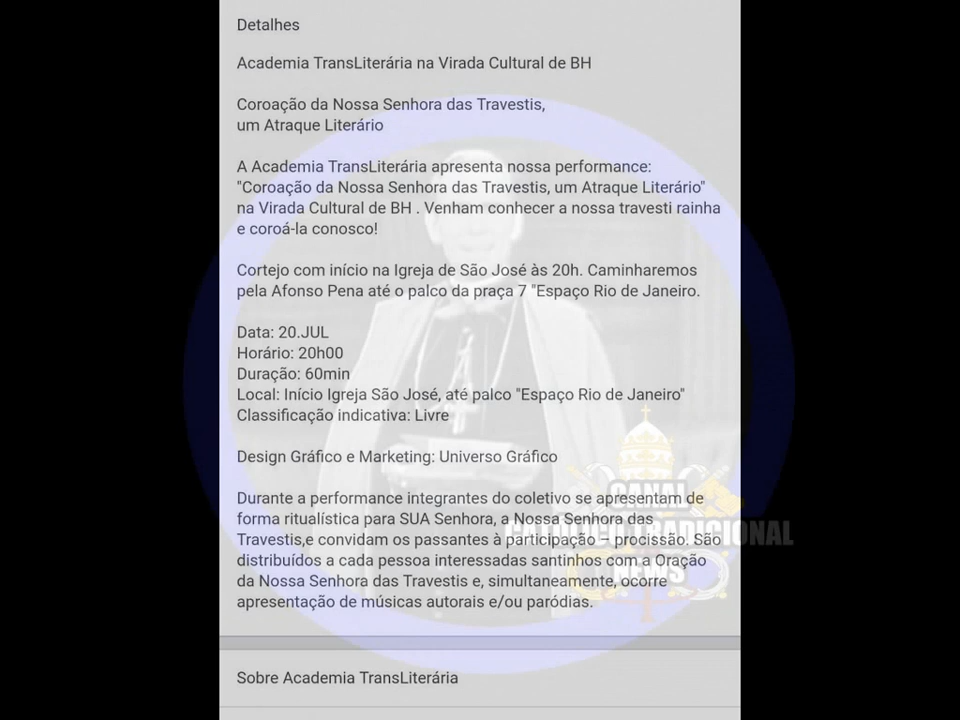 Detalhes
Academia TransLiterária na Virada Cultural de BH
Coroação da Nossa Senhora das Travestis,
um Atraque Literário
A Academia TransLiterária apresenta nossa performance:
"Coroação da Nossa Senhora das Travestis, um Atraque Literário"
na Virada Cultural de BH . Venham conhecer a nossa travesti rainha
e coroá-la conosco!
Cortejo com início na Igreja de São José às 20h. Caminharemos
pela Afonso Pena até o palco da praça 7 "Espaço Rio de Janeiro.
Data: 20.JUL
Horário: 20h00
Duração: 60min
Local: Início Igreja São José, até palco "Espaço Rio de Janeiro"
Classificação indicativa: Livre
Design Gráfico e Marketing: Universo Gráfico
Durante a performance integrantes do coletivo se apresentam de
forma ritualística para SUA Senhora, a Nossa Senhora das
Travestis,e convidam os passantes à participação – procissão. São
distribuídos a cada pessoa interessadas santinhos com a Oração
da Nossa Senhora das Travestis e, simultaneamente, ocorre
apresentação de músicas autorais e/ou paródias.
CANAL
CATÓLICO TRADICIONAL
NEWS
Sobre Academia TransLiterária